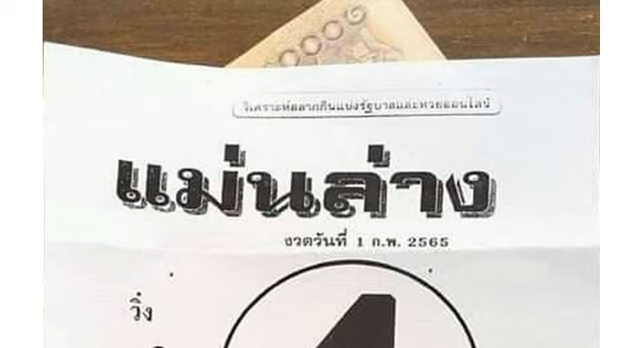 วิเคราะห์สลากกินแบ่งรัฐบาลและหวยออนไลน์
แม่นล่าง
งวดวันที่ 1 ก.พ. 2565
วิ่ง
4